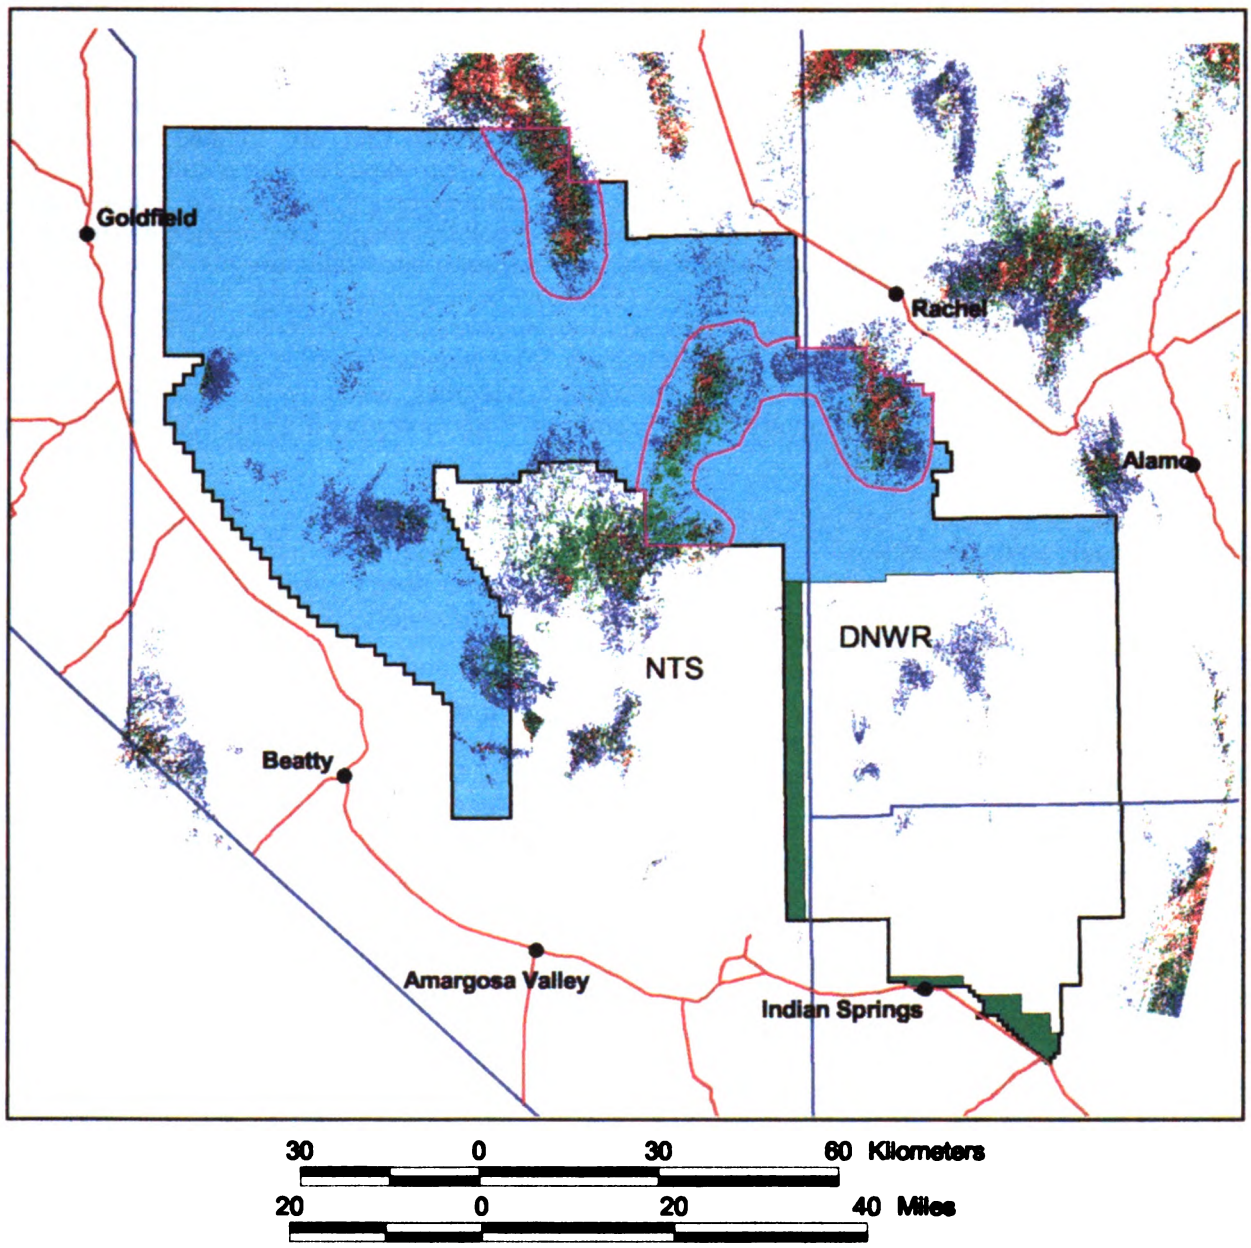 Goldfield
Rachel
Alamo
DNWR
NTS
Beatty
Amargosa Valley
Indian Springs
30 0 30 60 Kilometers
20 0 20 40 Miles